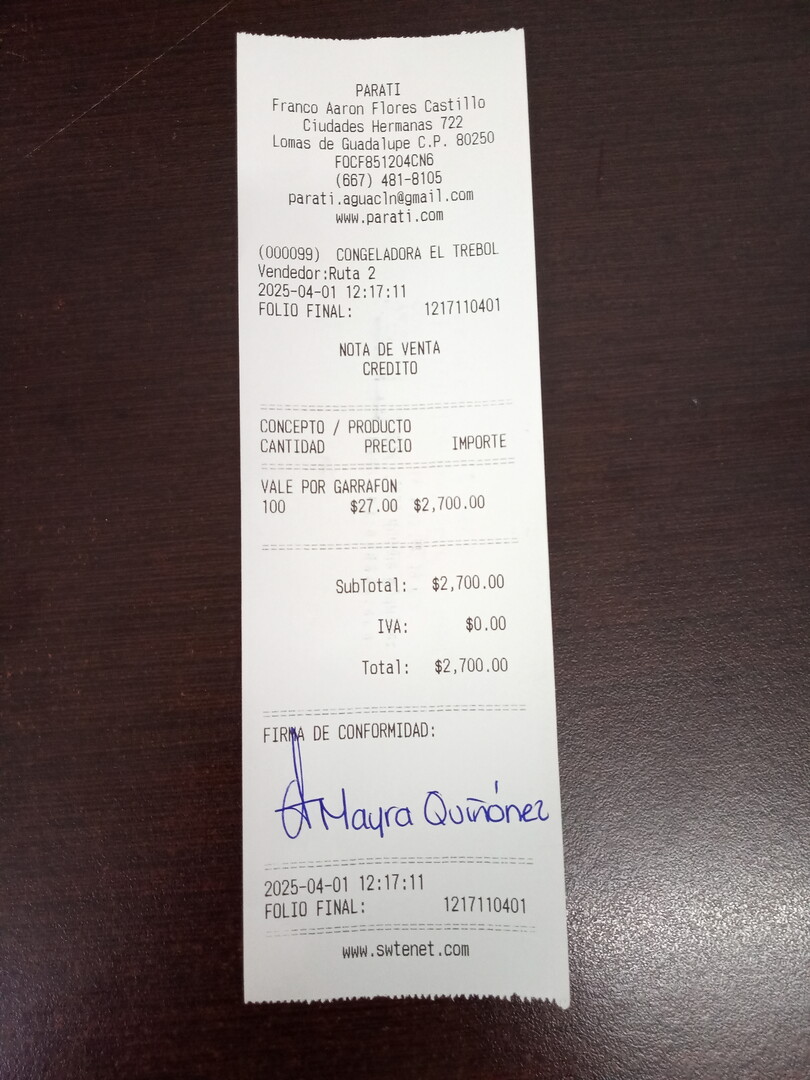 PARATI
Franco Aaron Flores Castillo
Ciudades Hermanas 722
Lomas de Guadalupe C.P. 80250
FOCF851204CN6
(667) 481-8105
parati.aguacln@gmail.com
www.parati.com
(000099) CONGELADORA EL TREBOL
Vendedor:Ruta 2
2025-04-01 12:17:11
FOLIO FINAL: 1217110401
NOTA DE VENTA
CREDITO
CONCEPTO / PRODUCTO
CANTIDAD PRECIO IMPORTE
VALE POR GARRAFON
100 $27.00 $2,700.00
SubTotal: $2,700.00
IVA: $0.00
Total: $2,700.00
FIRMA DE CONFORMIDAD:
Mayra Quiñónez
2025-04-01 12:17:11
FOLIO FINAL: 1217110401
www.swtenet.com